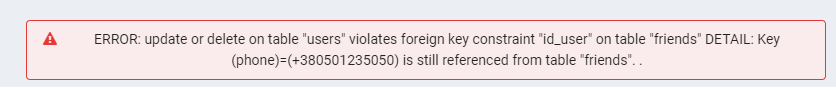 ERROR: update or delete on table "users" violates foreign key constraint "id_user" on table "friends" DETAIL: Key
(phone)=(+380501235050) is still referenced from table "friends". .